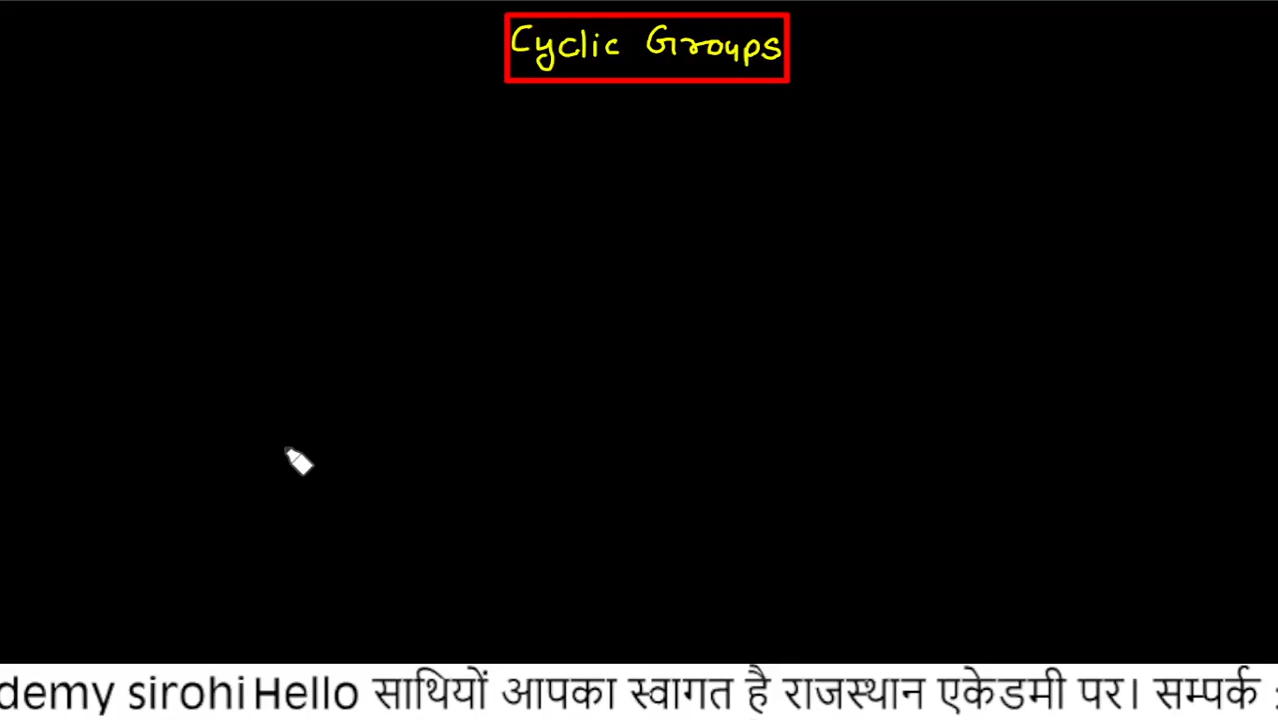 Cyclic Groups
demy sirohi Hello साथियों आपका स्वागत है राजस्थान एकेडमी पर। सम्पर्क